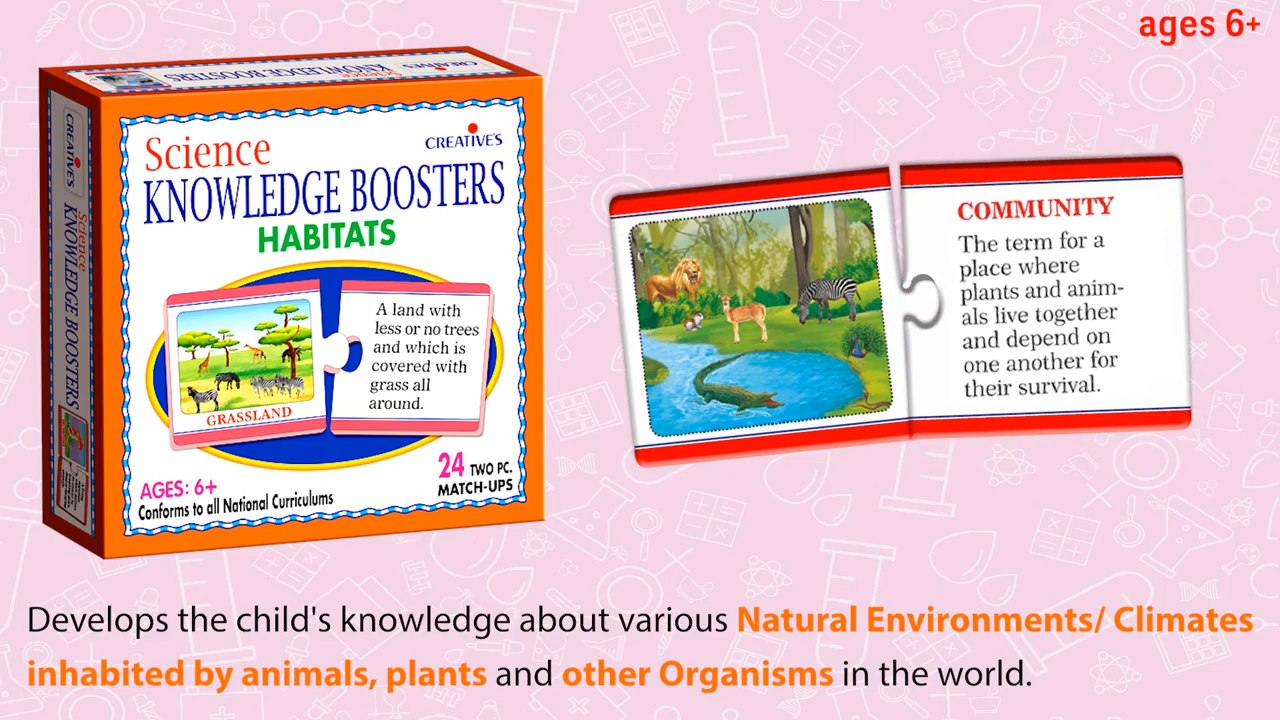 ages 6+
CREATIVE'S
Science
KNOWLEDGE BOOSTERS
CREATIVE'S
Science
KNOWLEDGE BOOSTERS
CREATIVE'S
Science
KNOWLEDGE BOOSTERS
HABITATS
GRASSLAND
A land with
less or no trees
and which is
covered with
grass all
around.
AGES: 6+
Conforms to all National Curriculums
24 TWO PC.
MATCH-UPS
COMMUNITY
The term for a
place where
plants and anim-
als live together
and depend on
one another for
their survival.
Develops the child's knowledge about various Natural Environments/ Climates
inhabited by animals, plants and other Organisms in the world.